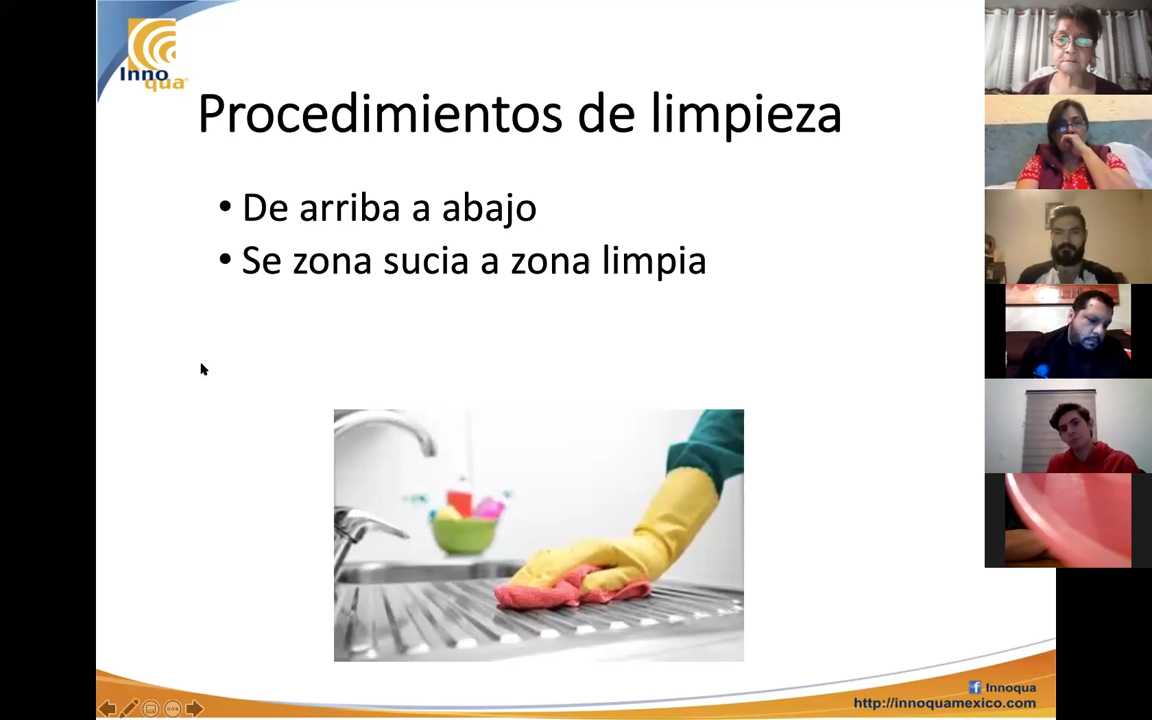 Inno
qua®
Procedimientos de limpieza
• De arriba a abajo
• Se zona sucia a zona limpia
f Innoqua
http://innoquamexico.com